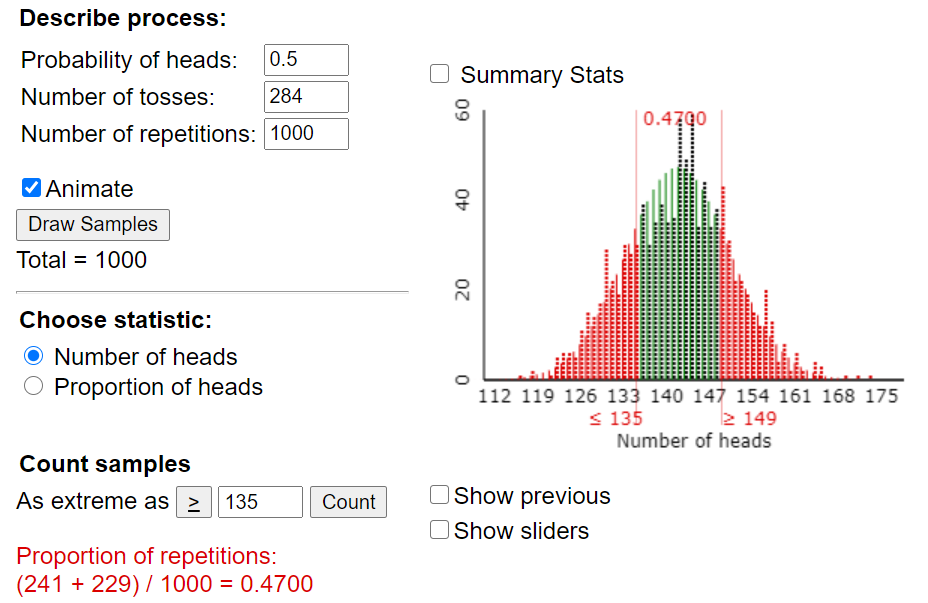 Describe process:
Probability of heads: 0.5
Number of tosses: 284
Number of repetitions: 1000
Animate
Draw Samples
Total = 1000
Choose statistic:
Number of heads
Proportion of heads
Count samples
As extreme as ≥ 135 Count
Proportion of repetitions:
(241 + 229) / 1000 = 0.4700
Summary Stats
0.4700
60
40
20
0
112 119 126 133 140 147 154 161 168 175
≤ 135 ≥ 149
Number of heads
Show previous
Show sliders